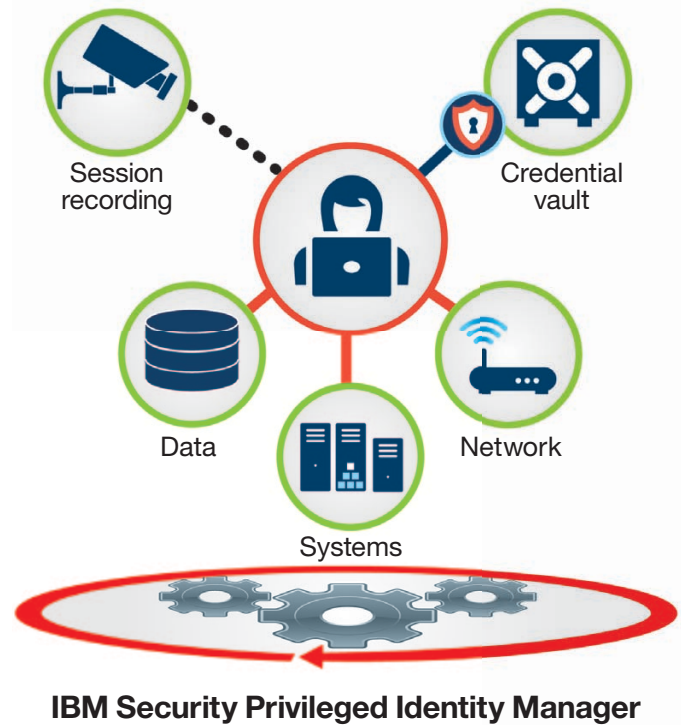 Session
recording
Credential
vault
Data
Network
Systems
IBM Security Privileged Identity Manager